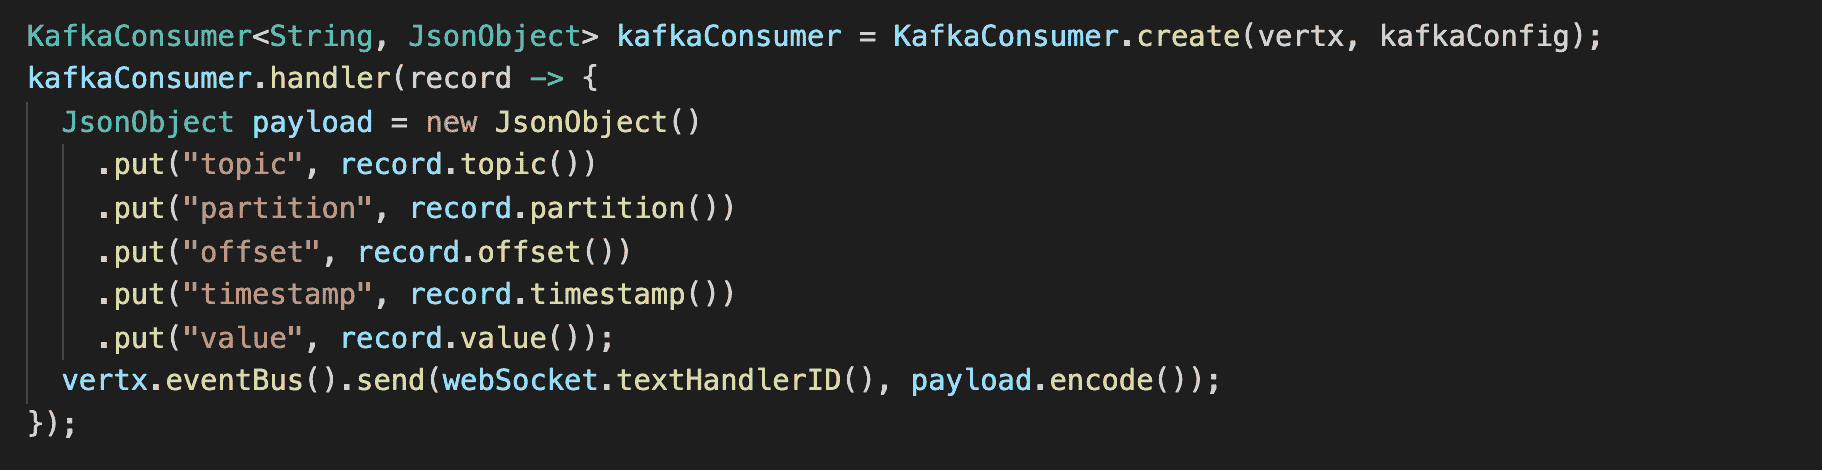 KafkaConsumer<String, JsonObject> kafkaConsumer = KafkaConsumer.create(vertx, kafkaConfig);
kafkaConsumer.handler(record -> {
  JsonObject payload = new JsonObject()
    .put("topic", record.topic())
    .put("partition", record.partition())
    .put("offset", record.offset())
    .put("timestamp", record.timestamp())
    .put("value", record.value());
  vertx.eventBus().send(webSocket.textHandlerID(), payload.encode());
});